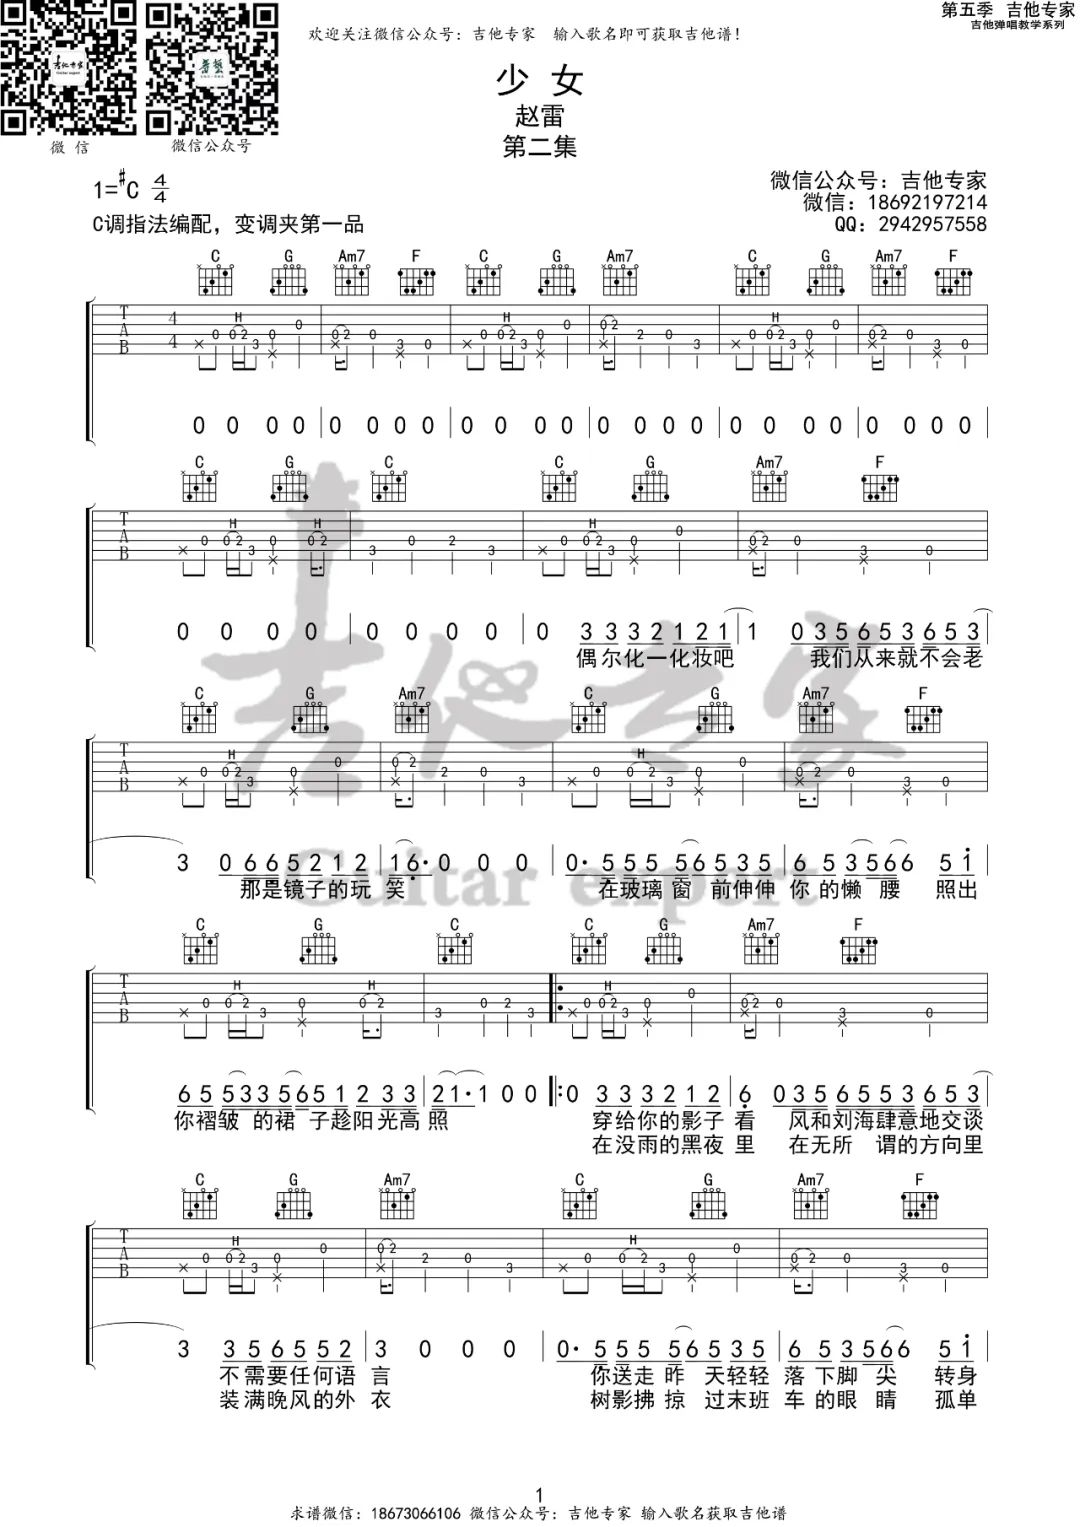 第五季 吉他专家
吉他弹唱教学系列
欢迎关注微信公众号：吉他专家 输入歌名即可获取吉他谱！
吉他专家
Guitar expert
微 信
微信公众号
少 女
赵雷
第二集
1=#C 4/4
C调指法编配，变调夹第一品
微信公众号：吉他专家
微信：18692197214
QQ：2942957558
C G Am7 F C G Am7 C G Am7 F
0 0 0 0 0 0 0 0 0 0 0 0 0 0 0 0 0 0 0 0 0 0 0 0
C G C C G Am7 F
0 0 0 0 0 0 0 0 0 3 3 3 2 1 2 1 1 0 3 5 6 5 3 6 5 3
偶尔化一化妆吧 我们从来就不会老
C G Am7 C G Am7 F
3 0 6 6 5 2 1 2 1 6· 0 0 0 0· 5 5 5 5 6 5 3 5 6 5 3 5 6 6 5 1
那是镜子的玩 笑 在玻璃窗 前伸伸 你 的懒 腰 照出
吉他专家
Guitar expert
C G C C G Am7 F
6 5 5 3 3 5 6 5 1 2 3 3 2 1· 1 0 0 0 3 3 3 2 1 2 6 0 3 5 6 5 5 3 6 5 3
你褶皱 的裙 子趁阳光高 照 穿给你的影子 看 风和刘海肆意地交谈
在没雨的黑夜 里 在无所 谓的方向里
C G Am7 C G Am7 F
3 3 5 6 5 5 2 3 0 0 0 0· 5 5 5 5 6 5 3 5 6 5 3 5 6 6 5 1
不需要任何语 言 你送走 昨 天轻轻 落 下脚 尖 转身
装满晚风的外 衣 树影拂 掠 过末班 车 的眼 睛 孤单
1
求谱微信：18673066106 微信公众号：吉他专家 输入歌名获取吉他谱